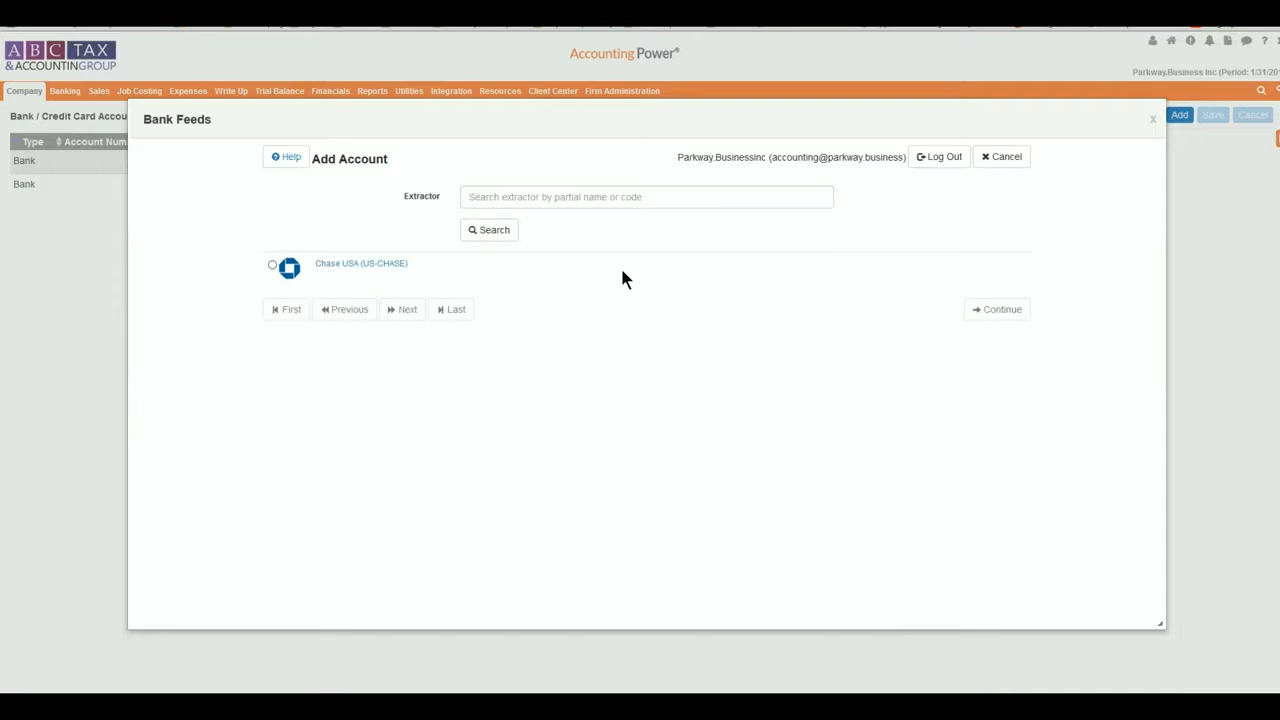 A B C TAX
& ACCOUNTINGGROUP
Accounting Power®
Parkway.Business Inc (Period: 1/31/20
Company Banking Sales Job Costing Expenses Write Up Trial Balance Financials Reports Utilities Integration Resources Client Center Firm Administration
Bank / Credit Card Accou
Add Save Cancel
Type Account Num
Bank
Bank
Bank Feeds
x
Help Add Account
Parkway.BusinessInc (accounting@parkway.business) Log Out Cancel
Extractor Search extractor by partial name or code
Search
Chase USA (US-CHASE)
First Previous Next Last Continue